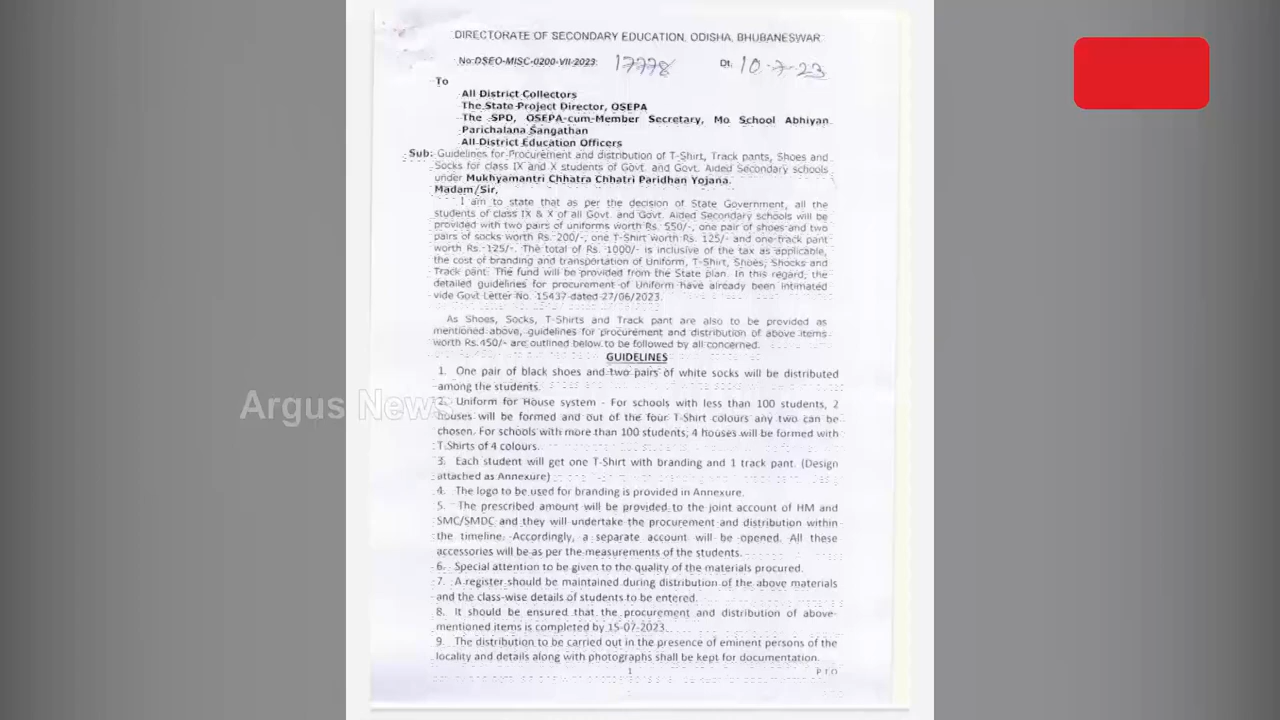 DIRECTORATE OF SECONDARY EDUCATION, ODISHA, BHUBANESWAR
No:DSEO-MISC-0200-VII-2023: 17778 Dt: 10-7-23
To
All District Collectors
The State Project Director, OSEPA
The SPD, OSEPA-cum-Member Secretary, Mo School Abhiyan
Parichalana Sangathan
All District Education Officers
Sub: Guidelines for Procurement and distribution of T-Shirt, Track pants, Shoes and
Socks for class IX and X students of Govt. and Govt. Aided Secondary schools
under Mukhyamantri Chhatra Chhatri Paridhan Yojana.
Madam/Sir,
I am to state that as per the decision of State Government, all the
students of class IX & X of all Govt. and Govt. Aided Secondary schools will be
provided with two pairs of uniforms worth Rs. 550/-, one pair of shoes and two
pairs of socks worth Rs. 200/-, one T-Shirt worth Rs. 125/- and one track pant
worth Rs. 125/-. The total of Rs. 1000/- is inclusive of the tax as applicable,
the cost of branding and transportation of Uniform, T-Shirt, Shoes, Shocks and
Track pant. The fund will be provided from the State plan. In this regard, the
detailed guidelines for procurement of Uniform have already been intimated
vide Govt Letter No. 15437 dated 27/06/2023.
As Shoes, Socks, T-Shirts and Track pant are also to be provided as
mentioned above, guidelines for procurement and distribution of above items
worth Rs.450/- are outlined below to be followed by all concerned.
GUIDELINES
1. One pair of black shoes and two pairs of white socks will be distributed
among the students.
Argus News
2. Uniform for House system - For schools with less than 100 students, 2
houses will be formed and out of the four T-Shirt colours any two can be
chosen. For schools with more than 100 students, 4 houses will be formed with
T-Shirts of 4 colours.
3. Each student will get one T-Shirt with branding and 1 track pant. (Design
attached as Annexure)
4. The logo to be used for branding is provided in Annexure.
5. The prescribed amount will be provided to the joint account of HM and
SMC/SMDC and they will undertake the procurement and distribution within
the timeline. Accordingly, a separate account will be opened. All these
accessories will be as per the measurements of the students.
6. Special attention to be given to the quality of the materials procured.
7. A register should be maintained during distribution of the above materials
and the class-wise details of students to be entered.
8. It should be ensured that the procurement and distribution of above-
mentioned items is completed by 15-07-2023.
9. The distribution to be carried out in the presence of eminent persons of the
locality and details along with photographs shall be kept for documentation.
1
P.T.O